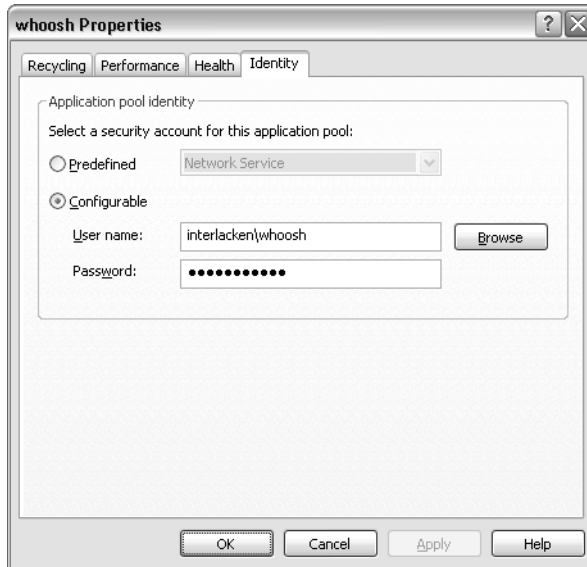 whoosh Properties
Recycling Performance Health Identity
Application pool identity
Select a security account for this application pool:
Predefined Network Service
Configurable
User name: interlacken\whoosh Browse
Password: ●●●●●●●●●●●
OK Cancel Apply Help